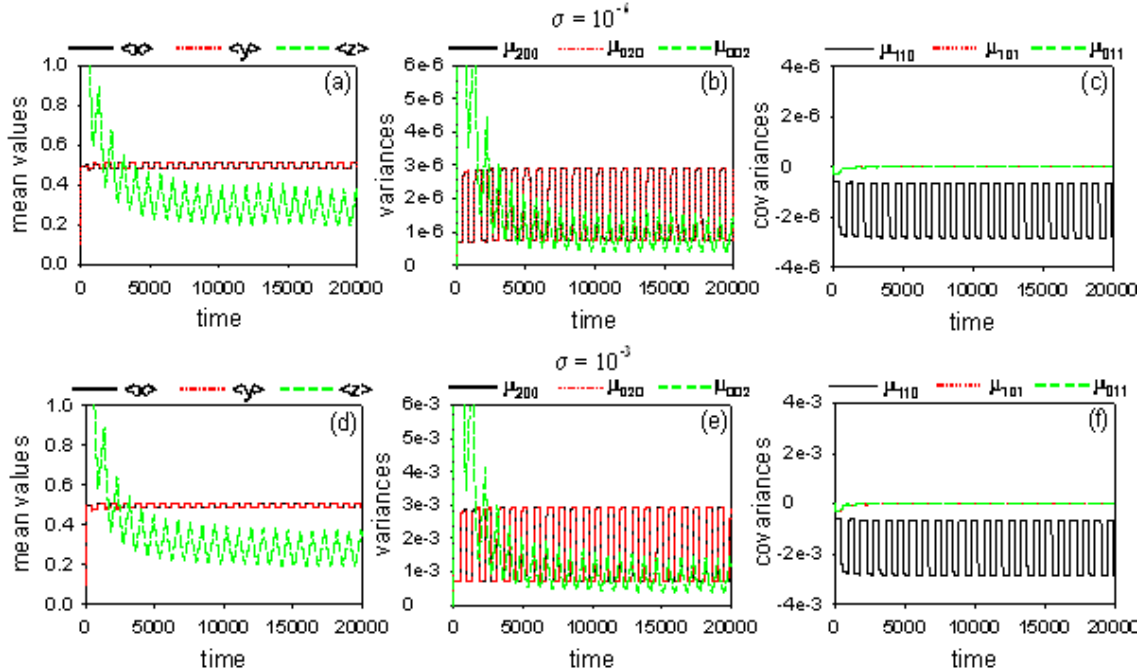 σ = 10⁻⁶
<x> <y> <z>
μ200 μ020 μ002
μ110 μ101 μ011
(a)
mean values
1.0
0.8
0.6
0.4
0.2
0.0
0 5000 10000 15000 20000
time
(b)
variances
6e-6
5e-6
4e-6
3e-6
2e-6
1e-6
0
0 5000 10000 15000 20000
time
(c)
cov variances
4e-6
2e-6
0
-2e-6
-4e-6
0 5000 10000 15000 20000
time
σ = 10⁻³
<x> <y> <z>
μ200 μ020 μ002
μ110 μ101 μ011
(d)
mean values
1.0
0.8
0.6
0.4
0.2
0.0
0 5000 10000 15000 20000
time
(e)
variances
6e-3
5e-3
4e-3
3e-3
2e-3
1e-3
0
0 5000 10000 15000 20000
time
(f)
cov variances
4e-3
2e-3
0
-2e-3
-4e-3
0 5000 10000 15000 20000
time